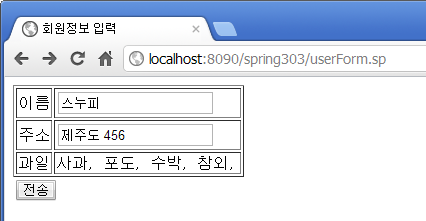 회원정보 입력
localhost:8090/spring303/userForm.sp
이름 스누피
주소 제주도 456
과일 사과, 포도, 수박, 참외,
전송